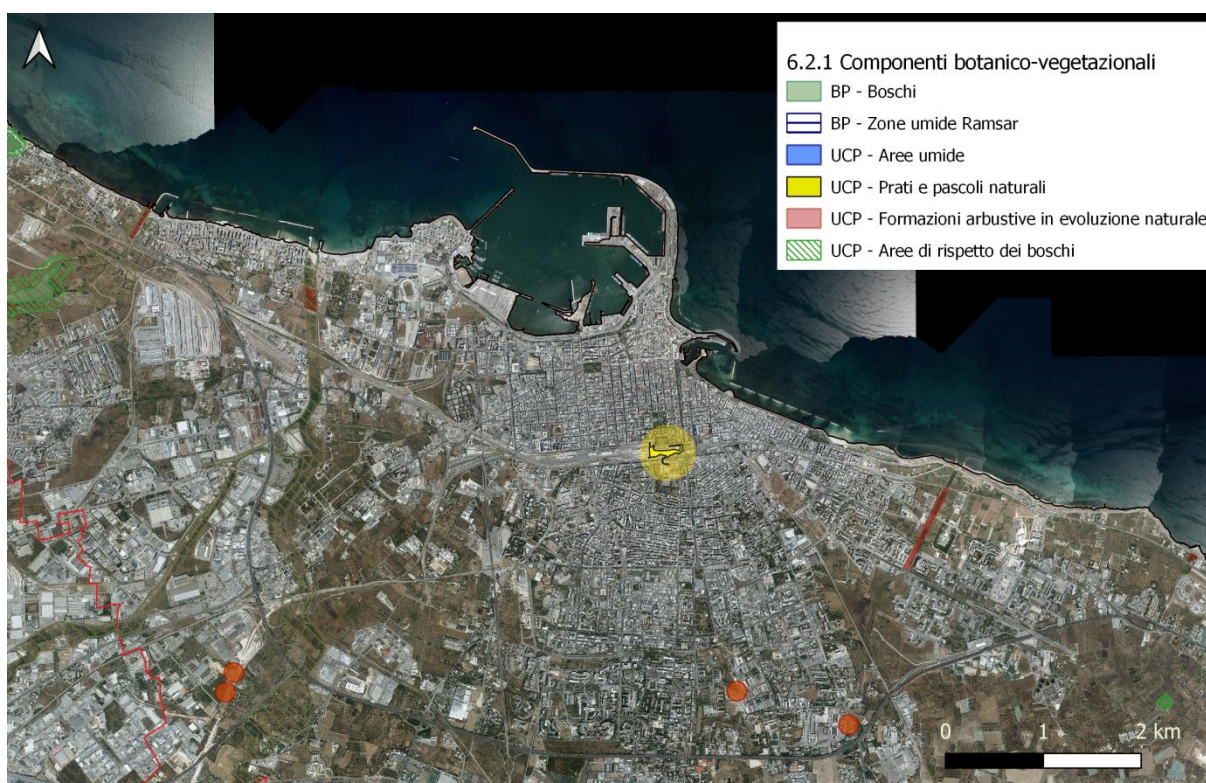 6.2.1 Componenti botanico-vegetazionali
BP - Boschi
BP - Zone umide Ramsar
UCP - Aree umide
UCP - Prati e pascoli naturali
UCP - Formazioni arbustive in evoluzione naturale
UCP - Aree di rispetto dei boschi
0 1 2 km